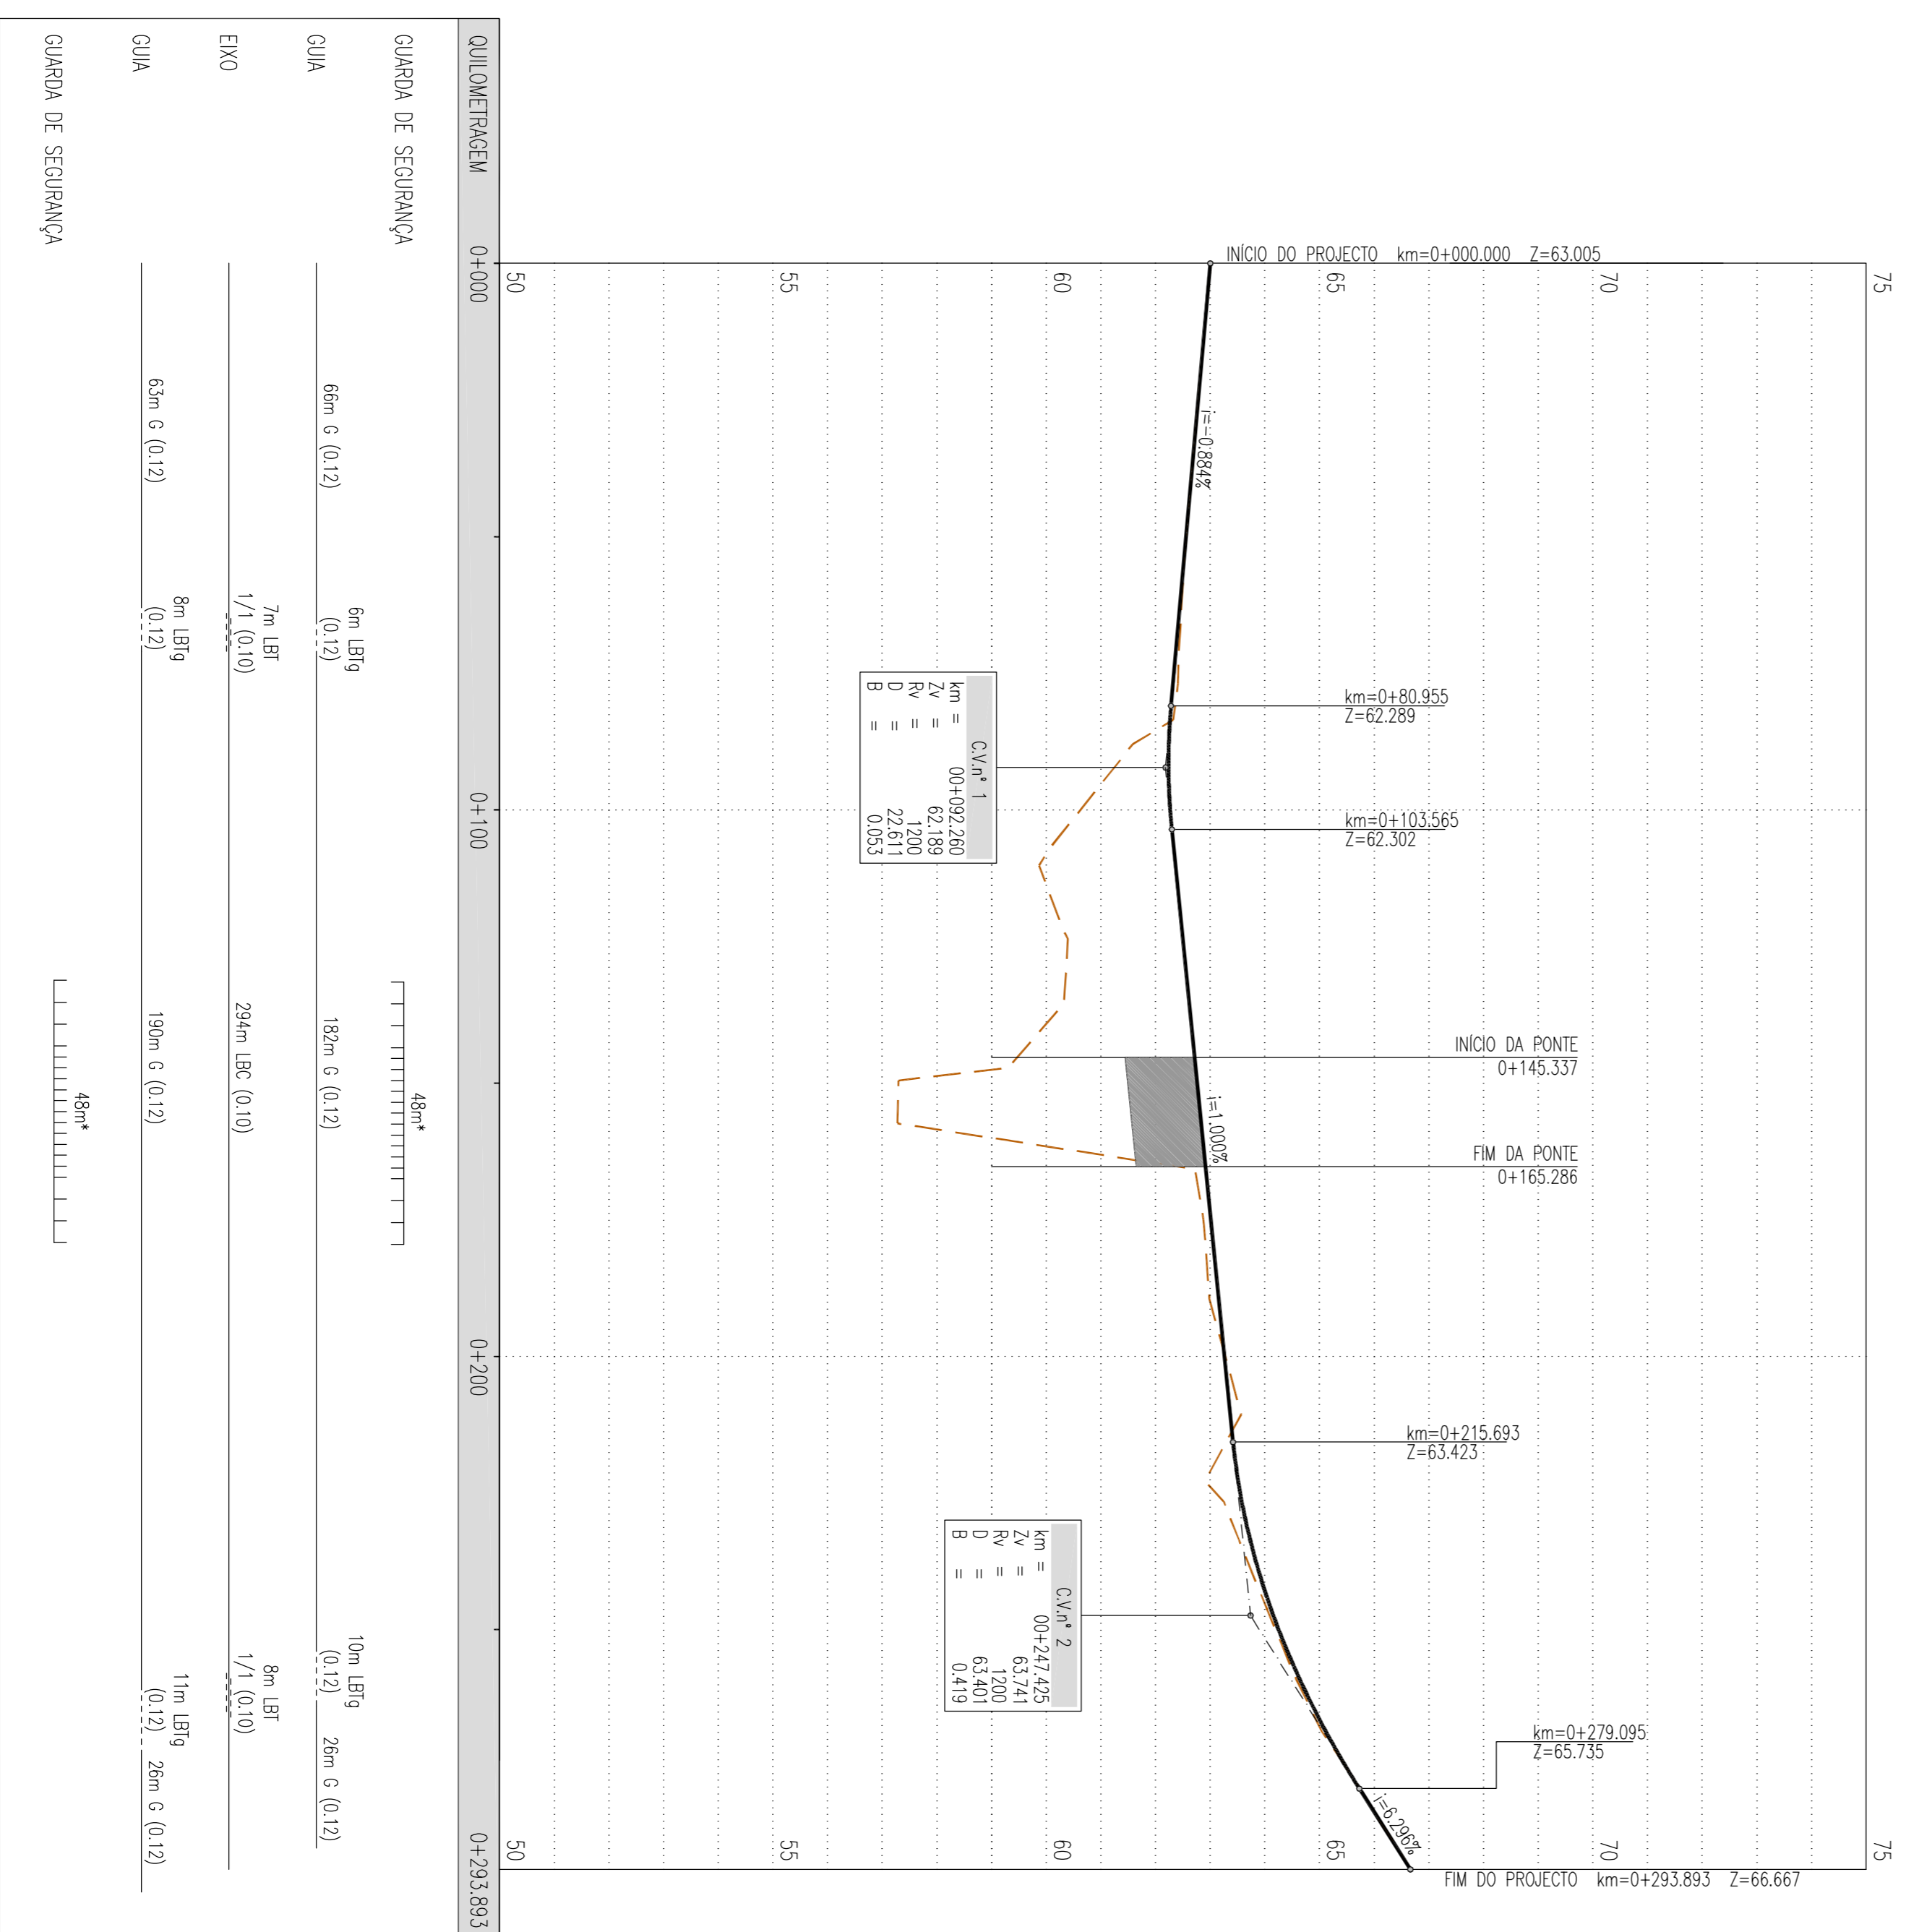 INÍCIO DO PROJECTO km=0+000.000 Z=63.005
75
70
65
60
55
50
i=-0.884%
km=0+80.955
Z=62.289
km=0+103.565
Z=62.302
C.V.nº 1
km = 00+092.260
Zv = 62.189
Rv = 1200
D = 22.611
B = 0.053
INÍCIO DA PONTE
0+145.337
i=1.000%
FIM DA PONTE
0+165.286
km=0+215.693
Z=63.423
C.V.nº 2
km = 00+247.425
Zv = 63.741
Rv = 1200
D = 63.401
B = 0.419
km=0+279.095
Z=65.735
i=6.296%
FIM DO PROJECTO km=0+293.893 Z=66.667
75
70
65
60
55
50
QUILOMETRAGEM 0+000 0+100 0+200 0+293.893
GUARDA DE SEGURANÇA
48m*
GUIA
66m G (0.12)
6m LBTg
(0.12)
182m G (0.12)
10m LBTg
(0.12)
26m G (0.12)
EIXO
7m LBT
1/1 (0.10)
294m LBC (0.10)
8m LBT
1/1 (0.10)
GUIA
63m G (0.12)
8m LBTg
(0.12)
190m G (0.12)
11m LBTg
(0.12)
26m G (0.12)
GUARDA DE SEGURANÇA
48m*